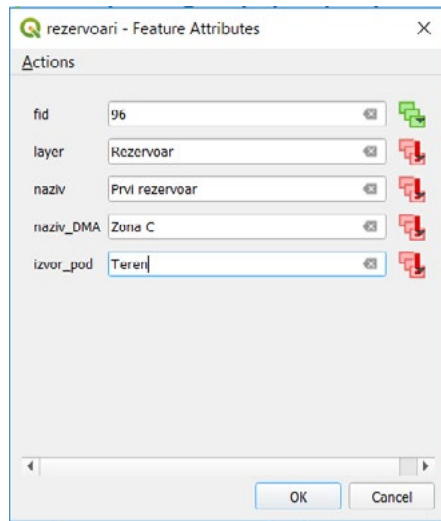 rezervoari - Feature Attributes
Actions
fid 96
layer Rezervoar
naziv Prvi rezervoar
naziv_DMA Zona C
izvor_pod Teren
OK Cancel